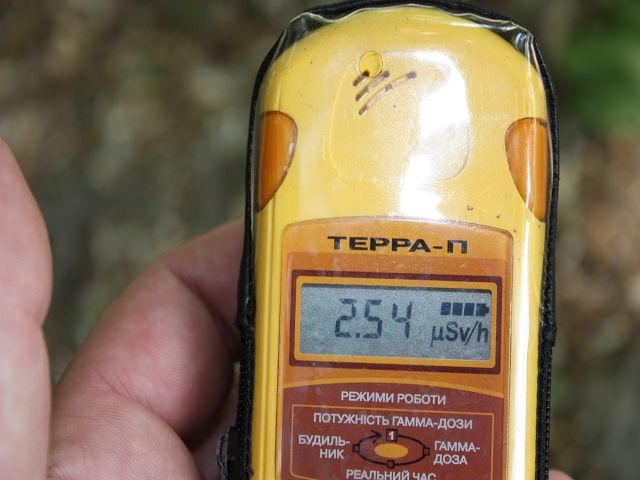 ТЕРРА-П
2.54 µSv/h
РЕЖИМИ РОБОТИ
ПОТУЖНІСТЬ ГАММА-ДОЗИ
1
БУДИЛЬ-
НИК
ГАММА-
ДОЗА
РЕАЛЬНИЙ ЧАС